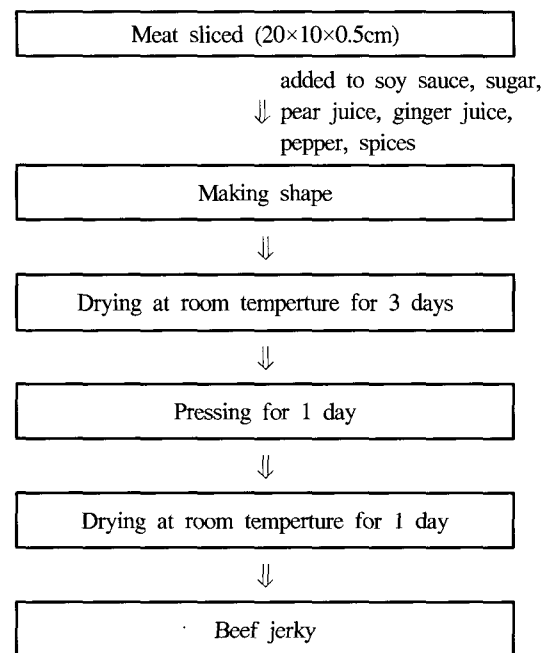 Meat sliced (20×10×0.5cm)
added to soy sauce, sugar,
⇓ pear juice, ginger juice,
pepper, spices
Making shape
⇓
Drying at room temperture for 3 days
⇓
Pressing for 1 day
⇓
Drying at room temperture for 1 day
⇓
Beef jerky